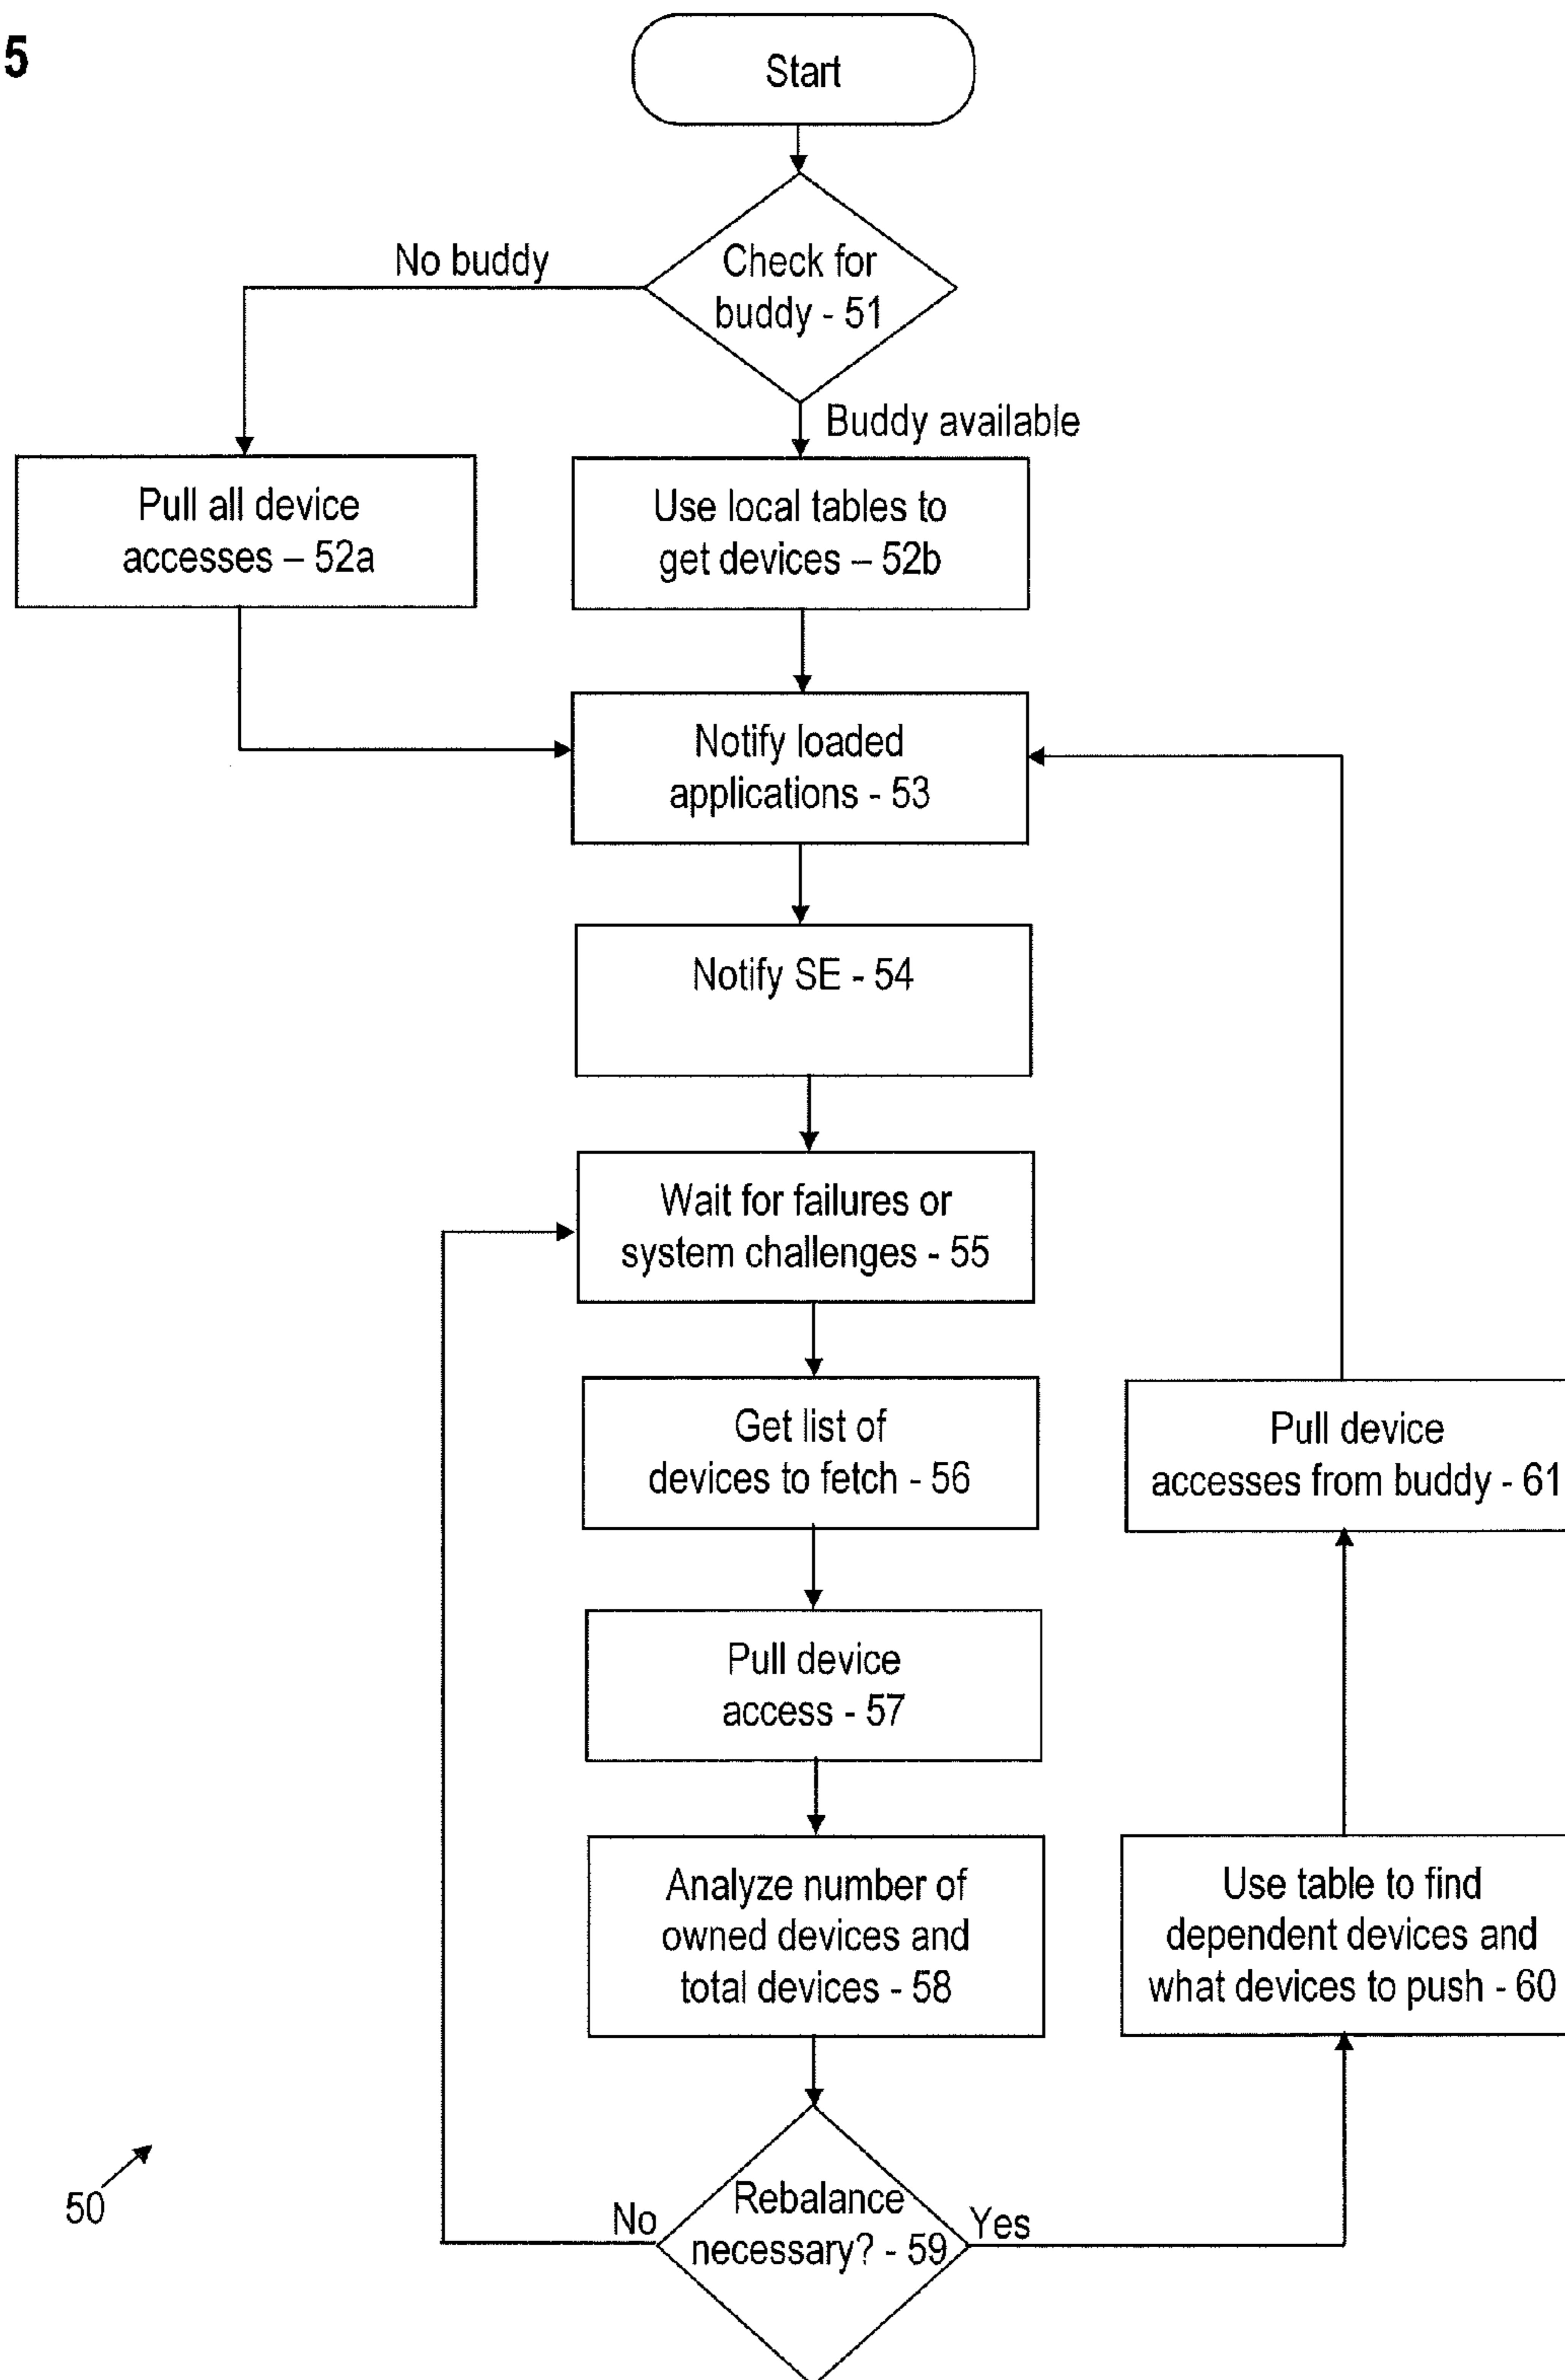 5
Start
Check for
buddy - 51
No buddy
Buddy available
Pull all device
accesses – 52a
Use local tables to
get devices – 52b
Notify loaded
applications - 53
Notify SE - 54
Wait for failures or
system challenges - 55
Get list of
devices to fetch - 56
Pull device
accesses from buddy - 61
Pull device
access - 57
Analyze number of
owned devices and
total devices - 58
Use table to find
dependent devices and
what devices to push - 60
Rebalance
necessary? - 59
No
Yes
50